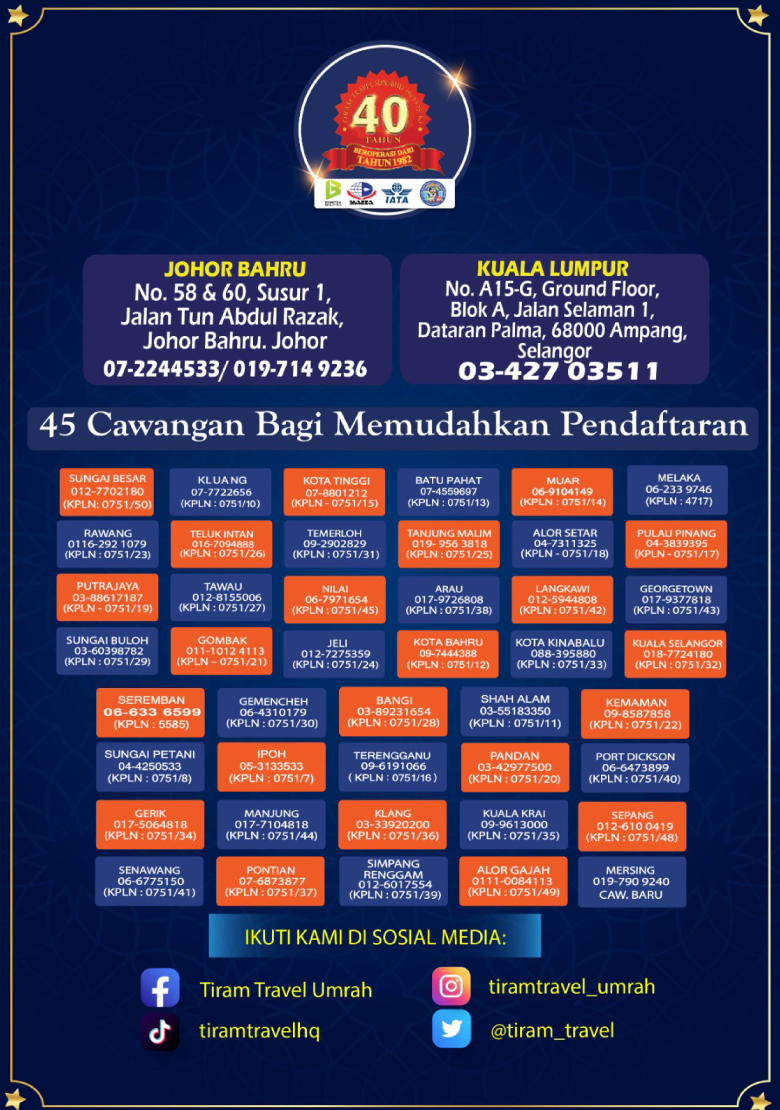 40
TAHUN
BEROPERASI DARI
TAHUN 1982
IATA
JOHOR BAHRU
No. 58 & 60, Susur 1,
Jalan Tun Abdul Razak,
Johor Bahru. Johor
07-2244533/ 019-714 9236
KUALA LUMPUR
No. A15-G, Ground Floor,
Blok A, Jalan Selaman 1,
Dataran Palma, 68000 Ampang,
Selangor
03-427 03511
45 Cawangan Bagi Memudahkan Pendaftaran
SUNGAI BESAR
012-7702180
(KPLN: 0751/50)
KLUANG
07-7722656
(KPLN : 0751/10)
KOTA TINGGI
07-8801212
(KPLN - 0751/15)
BATU PAHAT
07-4559697
(KPLN : 0751/13)
MUAR
06-9104149
(KPLN : 0751/14)
MELAKA
06-233 9746
(KPLN : 4717)
RAWANG
0116-292 1079
(KPLN : 0751/23)
TELUK INTAN
016-7094888
(KPLN : 0751/26)
TEMERLOH
09-2902829
(KPLN : 0751/31)
TANJUNG MALIM
019- 956 3818
(KPLN : 0751/25)
ALOR SETAR
04-7311325
(KPLN - 0751/18)
PULAU PINANG
04-3839395
(KPLN - 0751/17)
PUTRAJAYA
03-88617187
(KPLN - 0751/19)
TAWAU
012-8155006
(KPLN : 0751/27)
NILAI
06-7971654
(KPLN : 0751/45)
ARAU
017-9726808
(KPLN : 0751/38)
LANGKAWI
012-5944808
(KPLN : 0751/42)
GEORGETOWN
017-9377818
(KPLN : 0751/43)
SUNGAI BULOH
03-60398782
(KPLN : 0751/29)
GOMBAK
011-1012 4113
(KPLN – 0751/21)
JELI
012-7275359
(KPLN : 0751/24)
KOTA BAHRU
09-7444388
(KPLN : 0751/12)
KOTA KINABALU
088-395880
(KPLN : 0751/33)
KUALA SELANGOR
018-7724180
(KPLN : 0751/32)
SEREMBAN
06-633 6599
(KPLN : 5585)
GEMENCHEH
06-4310179
(KPLN : 0751/30)
BANGI
03-89231654
(KPLN : 0751/28)
SHAH ALAM
03-55183350
(KPLN : 0751/11)
KEMAMAN
09-8587858
(KPLN : 0751/22)
SUNGAI PETANI
04-4250533
(KPLN : 0751/8)
IPOH
05-3133533
(KPLN : 0751/7)
TERENGGANU
09-6191066
( KPLN : 0751/16 )
PANDAN
03-42977500
(KPLN : 0751/20)
PORT DICKSON
06-6473899
(KPLN : 0751/40)
GERIK
017-5064818
(KPLN : 0751/34)
MANJUNG
017-7104818
(KPLN : 0751/44)
KLANG
03-33920200
(KPLN : 0751/36)
KUALA KRAI
09-9613000
(KPLN : 0751/35)
SEPANG
012-610 0419
(KPLN : 0751/48)
SENAWANG
06-6775150
(KPLN : 0751/41)
PONTIAN
07-6873877
(KPLN : 0751/37)
SIMPANG
RENGGAM
012-6017554
(KPLN : 0751/39)
ALOR GAJAH
0111-0084113
(KPLN : 0751/49)
MERSING
019-790 9240
CAW. BARU
IKUTI KAMI DI SOSIAL MEDIA:
Tiram Travel Umrah
tiramtravel_umrah
tiramtravelhq
@tiram_travel